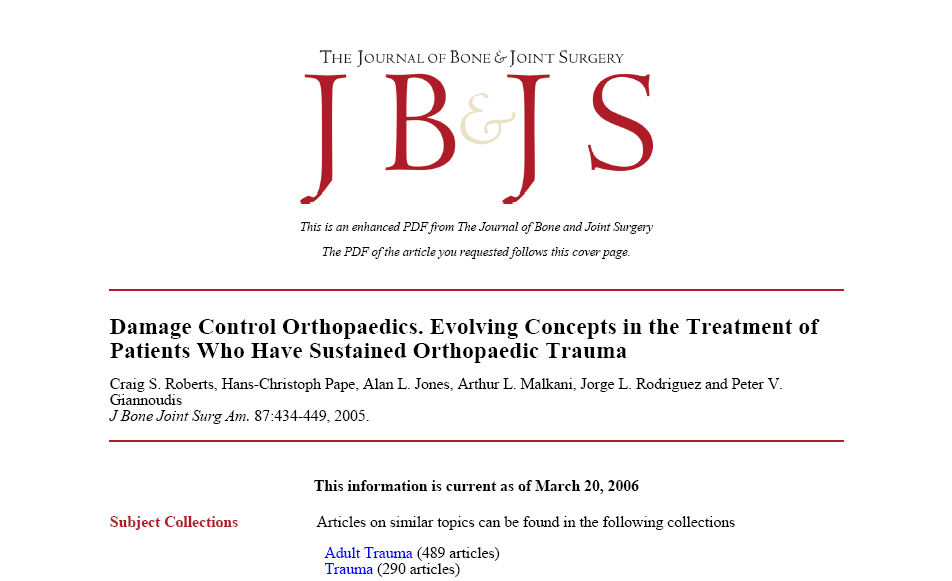 The Journal of Bone & Joint Surgery
J B & J S
This is an enhanced PDF from The Journal of Bone and Joint Surgery
The PDF of the article you requested follows this cover page.
Damage Control Orthopaedics. Evolving Concepts in the Treatment of
Patients Who Have Sustained Orthopaedic Trauma
Craig S. Roberts, Hans-Christoph Pape, Alan L. Jones, Arthur L. Malkani, Jorge L. Rodriguez and Peter V.
Giannoudis
J Bone Joint Surg Am. 87:434-449, 2005.
This information is current as of March 20, 2006
Subject Collections Articles on similar topics can be found in the following collections
Adult Trauma (489 articles)
Trauma (290 articles)